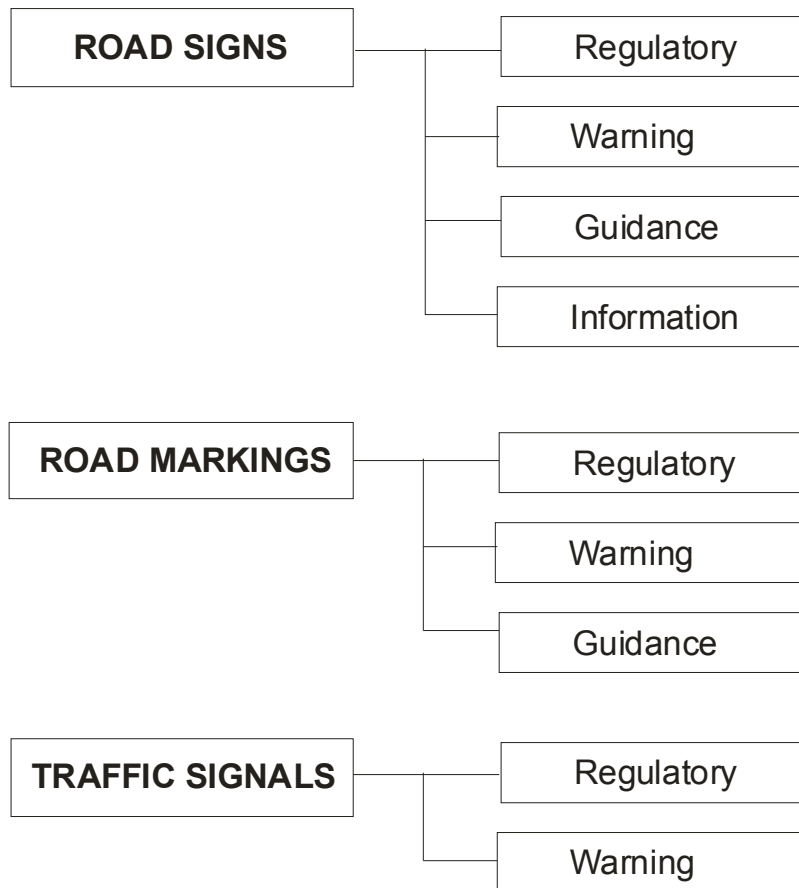 ROAD SIGNS
Regulatory
Warning
Guidance
Information
ROAD MARKINGS
Regulatory
Warning
Guidance
TRAFFIC SIGNALS
Regulatory
Warning